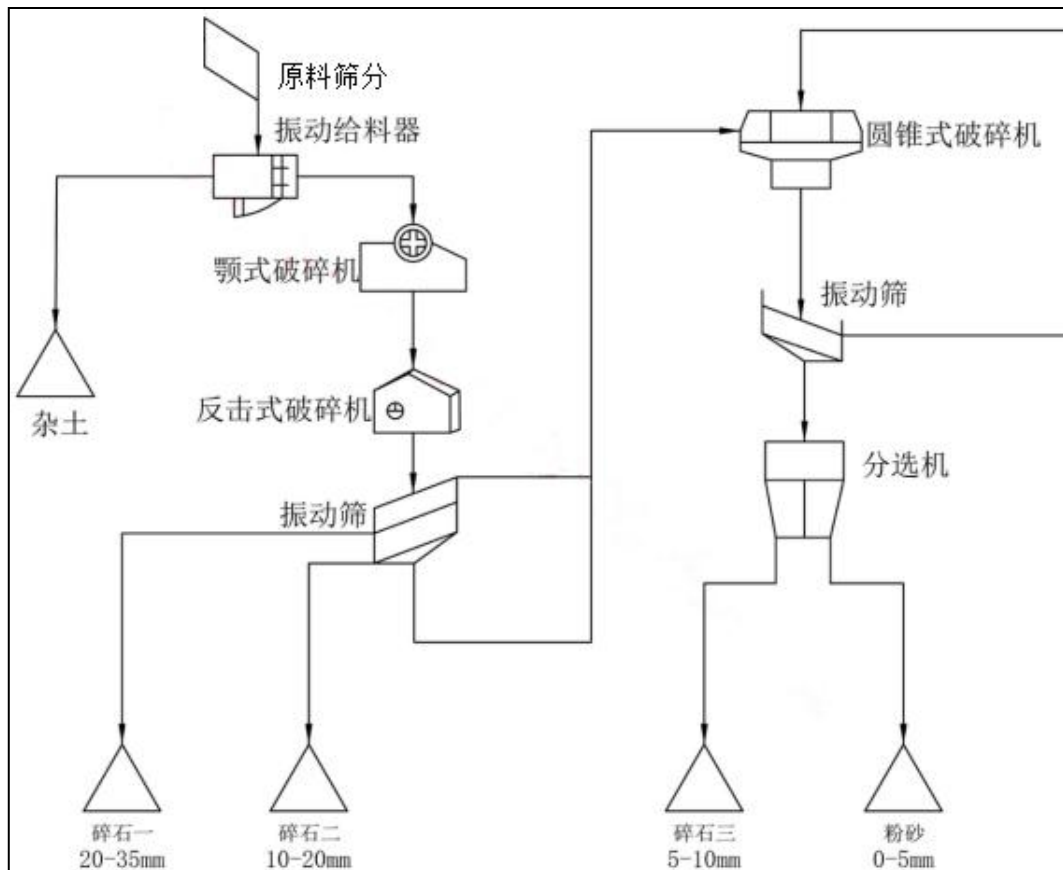 原料筛分
振动给料器
圆锥式破碎机
颚式破碎机
振动筛
杂土
反击式破碎机
分选机
振动筛
碎石一
20-35mm
碎石二
10-20mm
碎石三
5-10mm
粉砂
0-5mm